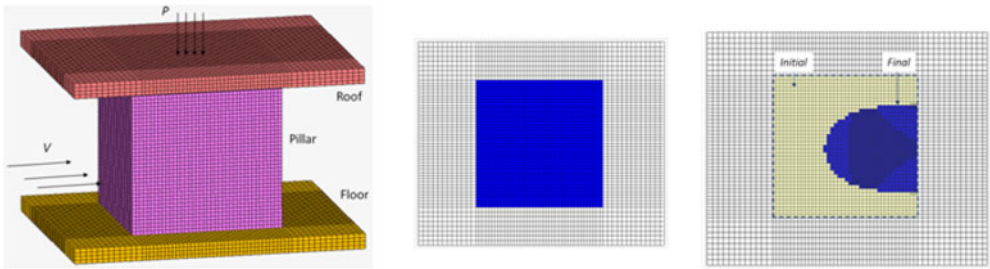 P
Roof
Pillar
V
Floor
Initial
Final